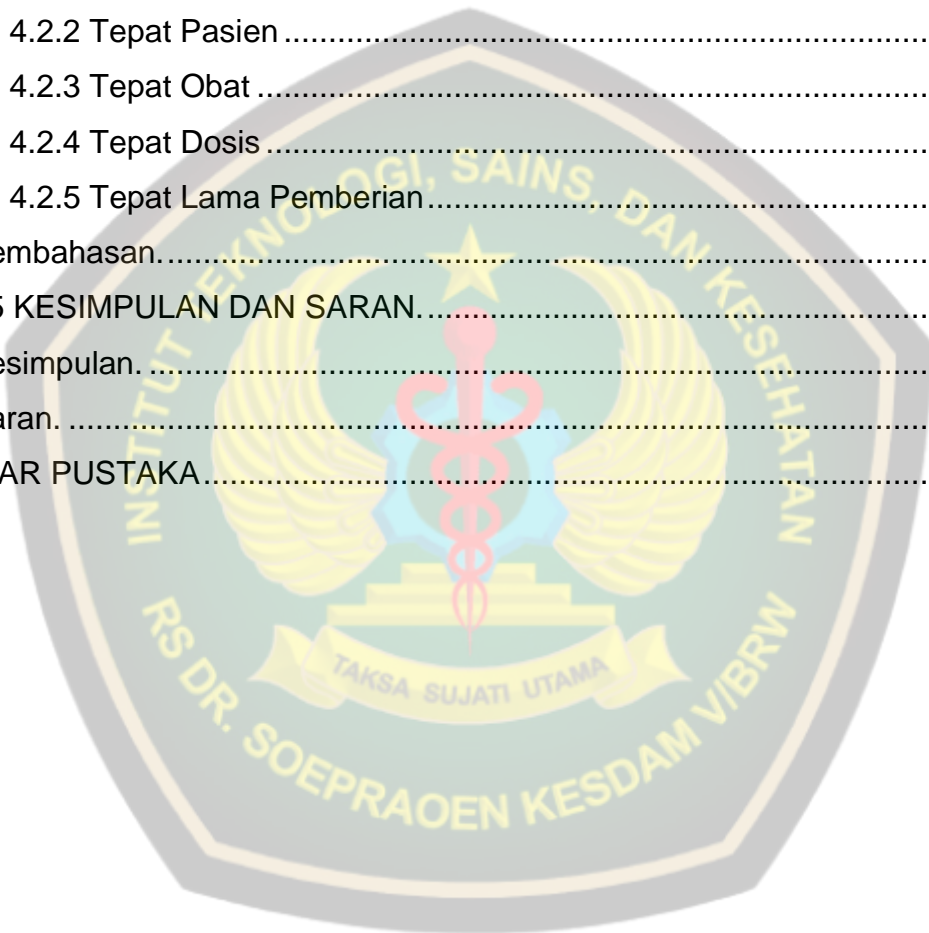 4.2.2 Tepat Pasien ................................................................................
4.2.3 Tepat Obat ................................................................................
4.2.4 Tepat Dosis ................................................................................
4.2.5 Tepat Lama Pemberian ............................................................
embahasan. ................................................................................
5 KESIMPULAN DAN SARAN. ............................................................
esimpulan. ................................................................................
aran. ................................................................................
AR PUSTAKA ................................................................................
INSTITUT TEKNOLOGI, SAINS, DAN KESEHATAN
TAKSA SUJATI UTAMA
RS DR. SOEPRAOEN KESDAM V/BRW